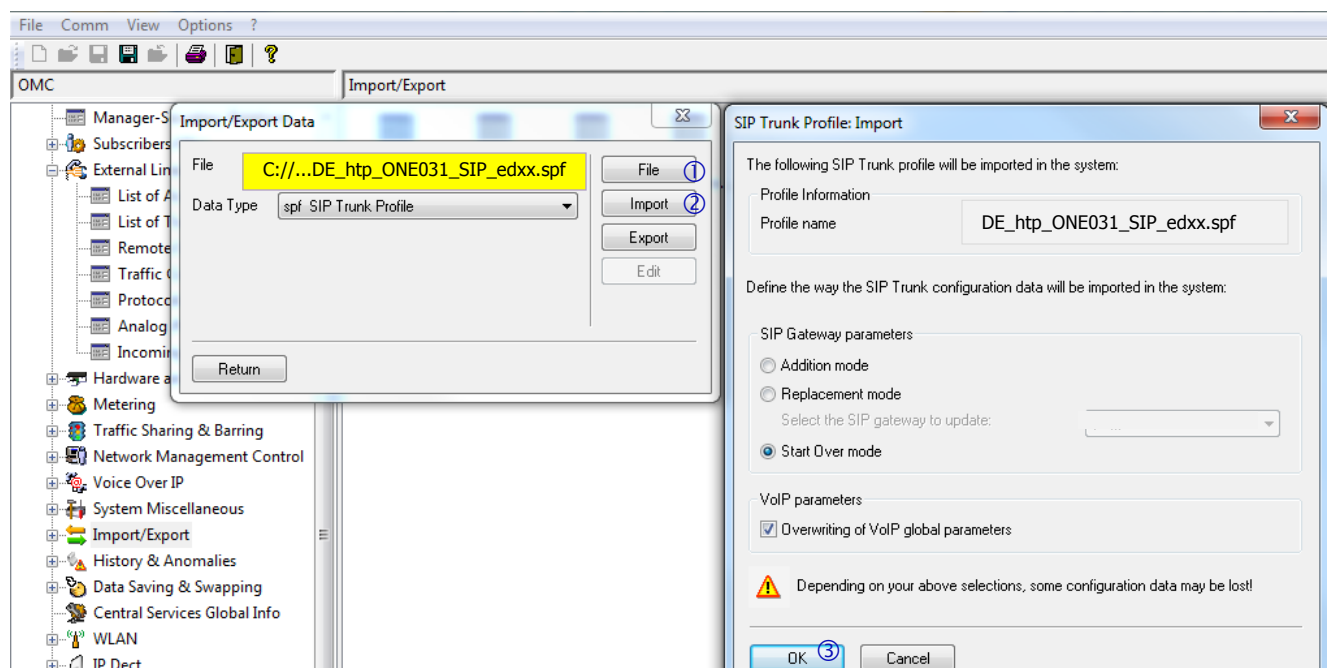 File Comm View Options ?
OMC
Import/Export
Manager-S
Subscribers
External Lin
List of A
List of T
Remote
Traffic
Protoco
Analog
Incomin
Hardware a
Metering
Traffic Sharing & Barring
Network Management Control
Voice Over IP
System Miscellaneous
Import/Export
History & Anomalies
Data Saving & Swapping
Central Services Global Info
WLAN
IP Dect
Import/Export Data
File
C://...DE_htp_ONE031_SIP_edxx.spf
File ①
Data Type
spf SIP Trunk Profile
Import ②
Export
Edit
Return
SIP Trunk Profile: Import
The following SIP Trunk profile will be imported in the system:
Profile Information
Profile name
DE_htp_ONE031_SIP_edxx.spf
Define the way the SIP Trunk configuration data will be imported in the system:
SIP Gateway parameters
Addition mode
Replacement mode
Select the SIP gateway to update:
Start Over mode
VoIP parameters
Overwriting of VoIP global parameters
Depending on your above selections, some configuration data may be lost!
OK ③
Cancel